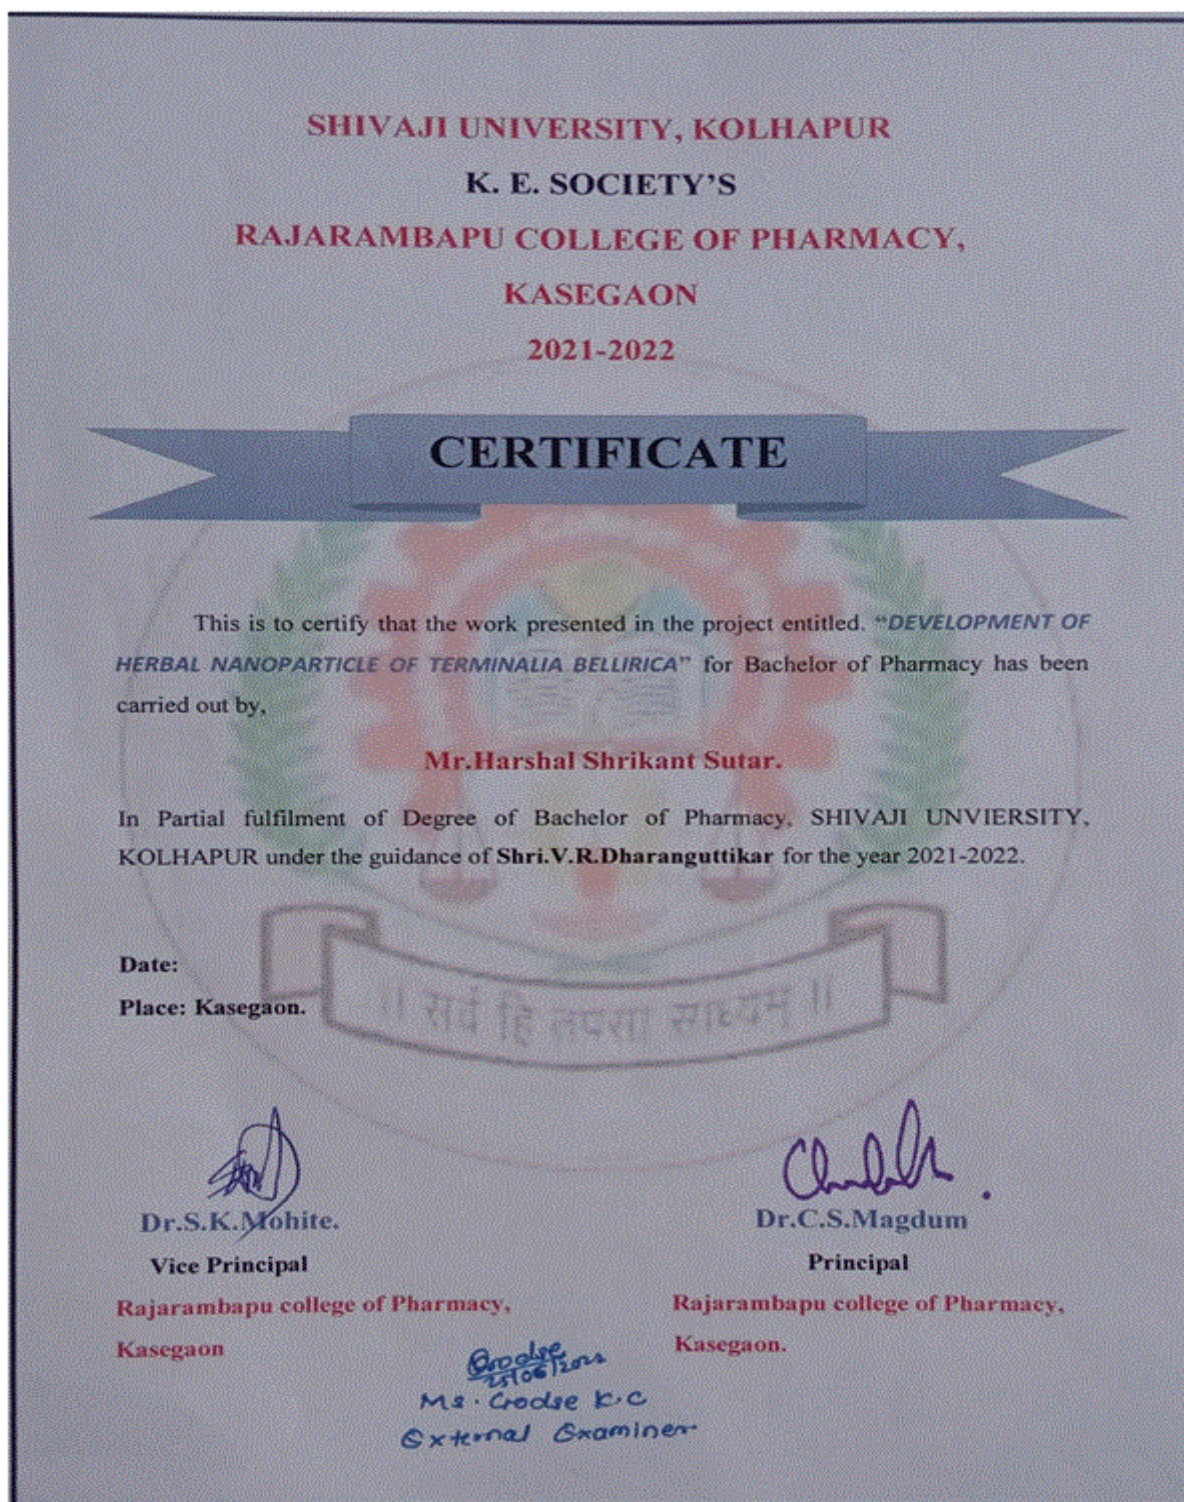 SHIVAJI UNIVERSITY, KOLHAPUR
K. E. SOCIETY'S
RAJARAMBAPU COLLEGE OF PHARMACY,
KASEGAON
2021-2022
CERTIFICATE
This is to certify that the work presented in the project entitled. “DEVELOPMENT OF
HERBAL NANOPARTICLE OF TERMINALIA BELLIRICA” for Bachelor of Pharmacy has been
carried out by,
Mr.Harshal Shrikant Sutar.
In Partial fulfilment of Degree of Bachelor of Pharmacy, SHIVAJI UNVIERSITY,
KOLHAPUR under the guidance of Shri.V.R.Dharanguttikar for the year 2021-2022.
Date:
Place: Kasegaon.
।। सर्वं हि तपसा साध्यम् ।।
Dr.S.K.Mohite.
Vice Principal
Rajarambapu college of Pharmacy,
Kasegaon
Dr.C.S.Magdum
Principal
Rajarambapu college of Pharmacy,
Kasegaon.
Godse
25/06/2022
Ms. Godse K.C
External Examiner